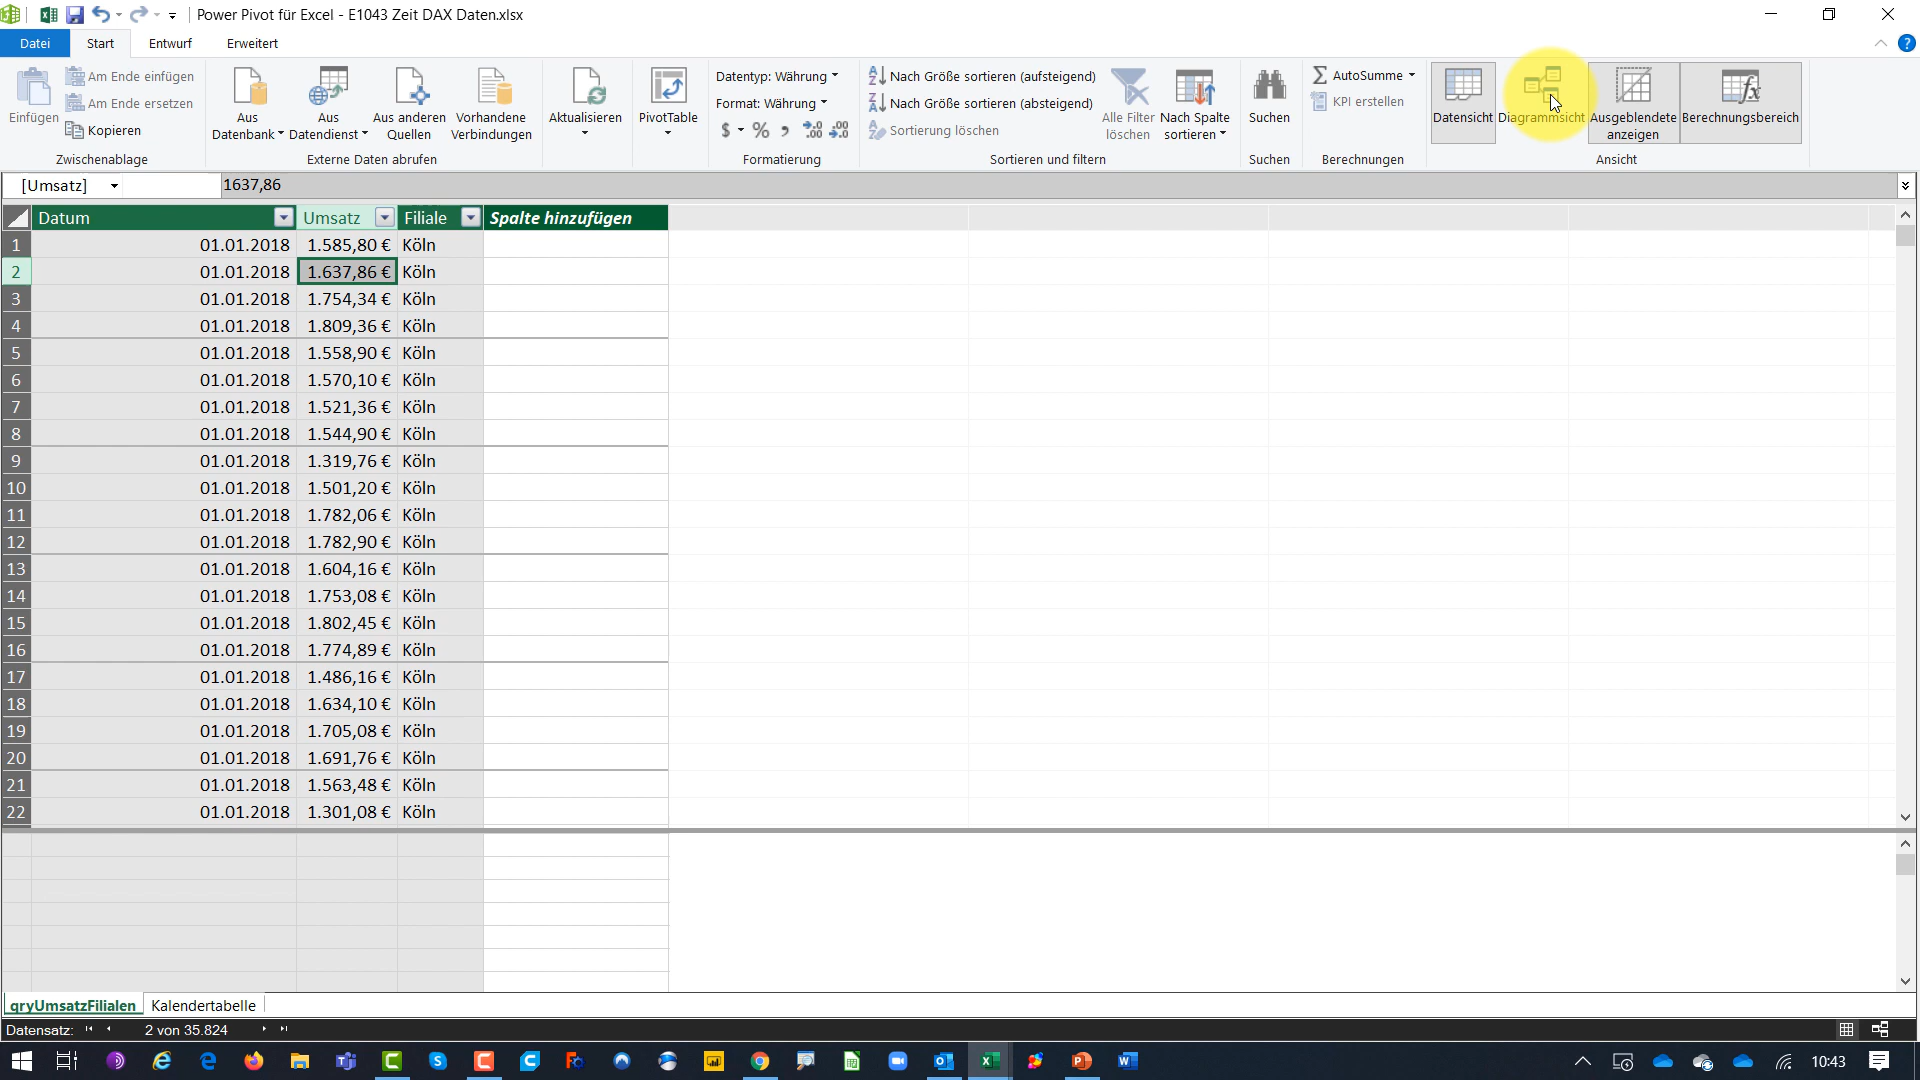 Power Pivot für Excel - E1043 Zeit DAX Daten.xlsx
Datei Start Entwurf Erweitert
Einfügen
Am Ende einfügen
Am Ende ersetzen
Kopieren
Zwischenablage
Aus Datenbank
Aus Datendienst
Aus anderen Quellen
Vorhandene Verbindungen
Externe Daten abrufen
Aktualisieren
PivotTable
Datentyp: Währung
Format: Währung
$ % ,
Formatierung
Nach Größe sortieren (aufsteigend)
Nach Größe sortieren (absteigend)
Sortierung löschen
Alle Filter löschen
Nach Spalte sortieren
Sortieren und filtern
Suchen
Suchen
AutoSumme
KPI erstellen
Berechnungen
Datensicht
Diagrammsicht
Ausgeblendete anzeigen
Berechnungsbereich
Ansicht
[Umsatz] 1637,86
Datum Umsatz Filiale Spalte hinzufügen
1 01.01.2018 1.585,80 € Köln
2 01.01.2018 1.637,86 € Köln
3 01.01.2018 1.754,34 € Köln
4 01.01.2018 1.809,36 € Köln
5 01.01.2018 1.558,90 € Köln
6 01.01.2018 1.570,10 € Köln
7 01.01.2018 1.521,36 € Köln
8 01.01.2018 1.544,90 € Köln
9 01.01.2018 1.319,76 € Köln
10 01.01.2018 1.501,20 € Köln
11 01.01.2018 1.782,06 € Köln
12 01.01.2018 1.782,90 € Köln
13 01.01.2018 1.604,16 € Köln
14 01.01.2018 1.753,08 € Köln
15 01.01.2018 1.802,45 € Köln
16 01.01.2018 1.774,89 € Köln
17 01.01.2018 1.486,16 € Köln
18 01.01.2018 1.634,10 € Köln
19 01.01.2018 1.705,08 € Köln
20 01.01.2018 1.691,76 € Köln
21 01.01.2018 1.563,48 € Köln
22 01.01.2018 1.301,08 € Köln
qryUmsatzFilialen Kalendertabelle
Datensatz: 2 von 35.824
10:43